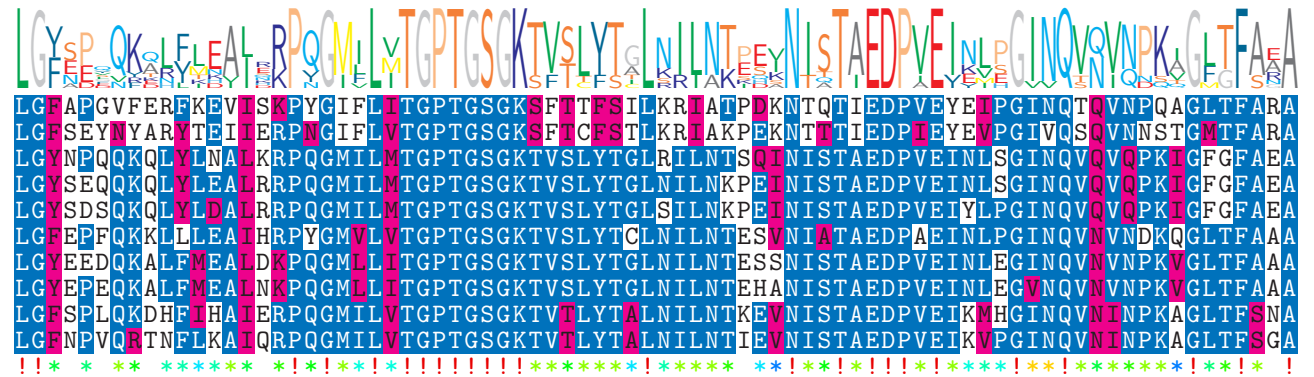 LGFAPGVFERFKEVISKPYGIFLITGPTGSGKSFTTFSILKRIATPDKNTQTIEDPVEYEIPGINQTQVNPQAGLTFARA
LGFSEYNYARYTEIIERPNGIFLVTGPTGSGKSFTCFSTLKRIAKPEKNTTTIEDPIEYEVPGIVQSQVNNSTGMTFARA
LGYNPQQKQLYLNALKRPQGMILMTGPTGSGKTVSLYTGLRILNTSQINISTAEDPVEINLSGINQVQVQPKIGFGFAEA
LGYSEQQKQLYLEALRRPQGMILMTGPTGSGKTVSLYTGLNILNKPEINISTAEDPVEINLSGINQVQVQPKIGFGFAEA
LGYSDSQKQLYLDALRRPQGMILMTGPTGSGKTVSLYTGLSILNKPEINISTAEDPVEIYLPGINQVQVQPKIGFGFAEA
LGFEPFQKKLLLEAIHRPYGMVLVTGPTGSGKTVSLYTCLNILNTESVNIATAEDPAEINLPGINQVNVNDKQGLTFAAA
LGYEEDQKALFMEALDKPQGMLLITGPTGSGKTVSLYTGLNILNTESSNISTAEDPVEINLEGINQVNVNPKVGLTFAAA
LGYEPEQKALFMEALNKPQGMLLITGPTGSGKTVSLYTGLNILNTEHANISTAEDPVEINLEGVNQVNVNPKVGLTFAAA
LGFSPLQKDHFIHAIERPQGMILVTGPTGSGKTVTLYTALNILNTKEVNISTAEDPVEIKMHGINQVNINPKAGLTFSNA
LGFNPVQRTNFLKAIQRPQGMILVTGPTGSGKTVTLYTALNILNTIEVNISTAEDPVEIKVPGINQVNINPKAGLTFSGA